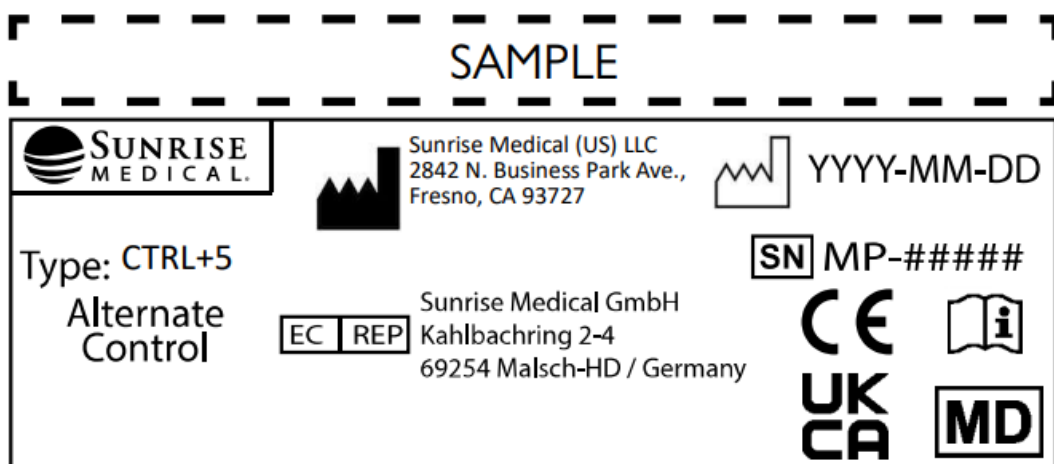 SAMPLE
SUNRISE
MEDICAL.
Sunrise Medical (US) LLC
2842 N. Business Park Ave.,
Fresno, CA 93727
YYYY-MM-DD
Type: CTRL+5
Alternate
Control
SN MP-#####
EC REP
Sunrise Medical GmbH
Kahlbachring 2-4
69254 Malsch-HD / Germany
CE
i
UK
CA
MD